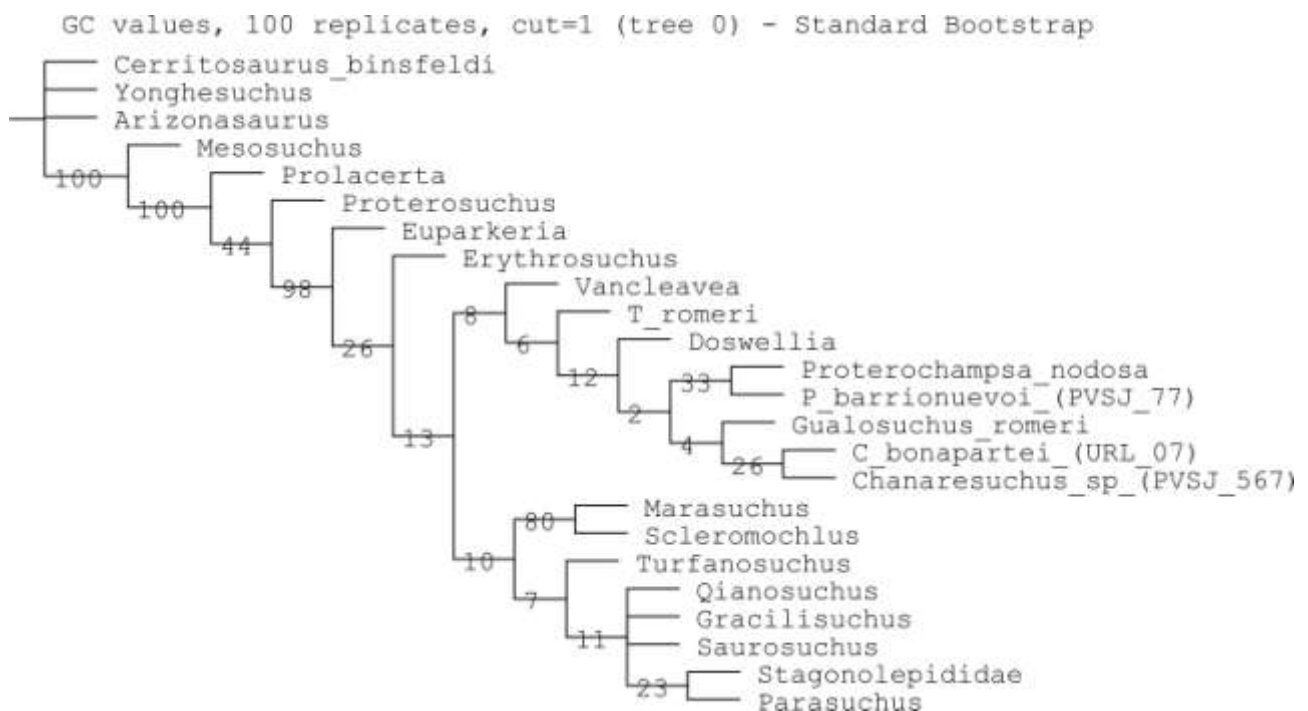 GC values, 100 replicates, cut=1 (tree 0) - Standard Bootstrap
Cerritosaurus_binsfeldi
Yonghesuchus
Arizonasaurus
Mesosuchus
100
Prolacerta
100
Proterosuchus
44
Euparkeria
98
Erythrosuchus
Vancleavea
8
T_romeri
6
26
Doswellia
12
33
Proterochampsa_nodosa
P_barrionuevoi_(PVSJ_77)
2
Gualosuchus_romeri
13
4
C_bonapartei_(URL_07)
26
Chanaresuchus_sp_(PVSJ_567)
Marasuchus
80
Scleromochlus
10
Turfanosuchus
Qianosuchus
7
Gracilisuchus
11
Saurosuchus
Stagonolepididae
23
Parasuchus